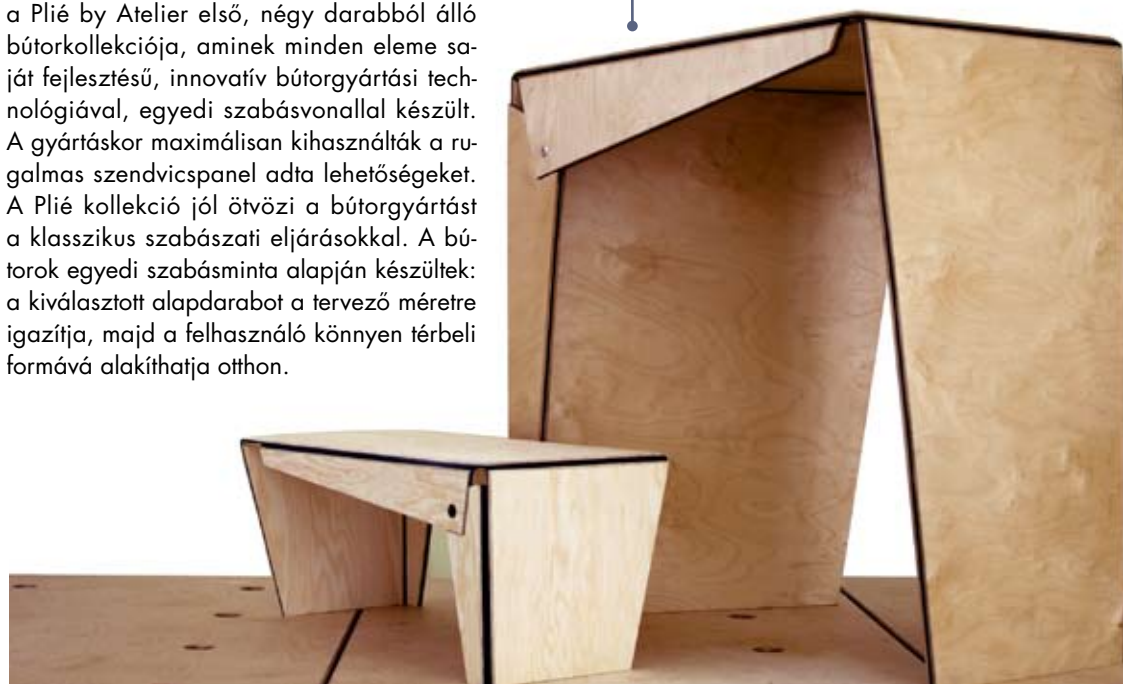 a Plié by Atelier első, négy darabból álló
bútorkollekciója, aminek minden eleme sa-
ját fejlesztésű, innovatív bútorgyártási tech-
nológiával, egyedi szabásvonallal készült.
A gyártáskor maximálisan kihasználták a ru-
galmas szendvicspanel adta lehetőségeket.
A Plié kollekció jól ötvözi a bútorgyártást
a klasszikus szabászati eljárásokkal. A bú-
torok egyedi szabásminta alapján készültek:
a kiválasztott alapdarabot a tervező méretre
igazítja, majd a felhasználó könnyen térbeli
formává alakíthatja otthon.